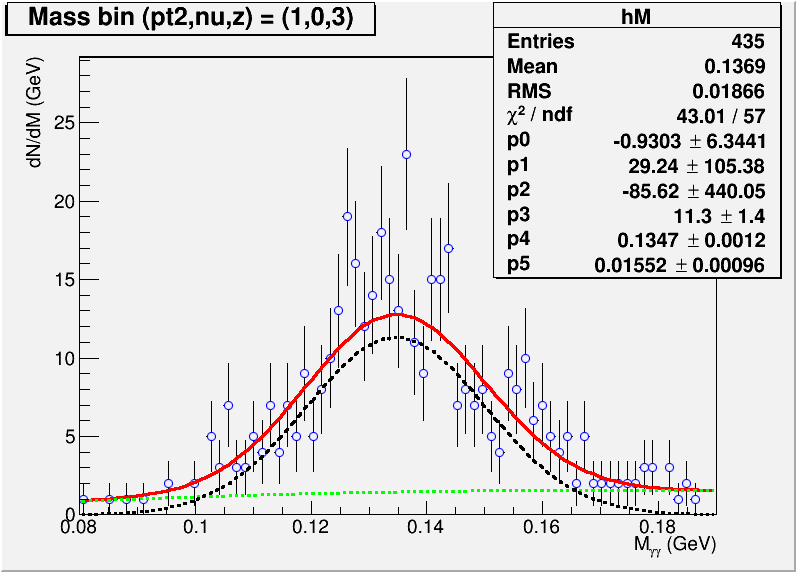 Mass bin (pt2,nu,z) = (1,0,3)
hM
Entries 435
Mean 0.1369
RMS 0.01866
χ² / ndf 43.01 / 57
p0 -0.9303 ± 6.3441
p1 29.24 ± 105.38
p2 -85.62 ± 440.05
p3 11.3 ± 1.4
p4 0.1347 ± 0.0012
p5 0.01552 ± 0.00096
dN/dM (GeV)
25
20
15
10
5
0
0.08 0.1 0.12 0.14 0.16 0.18
Mγγ (GeV)